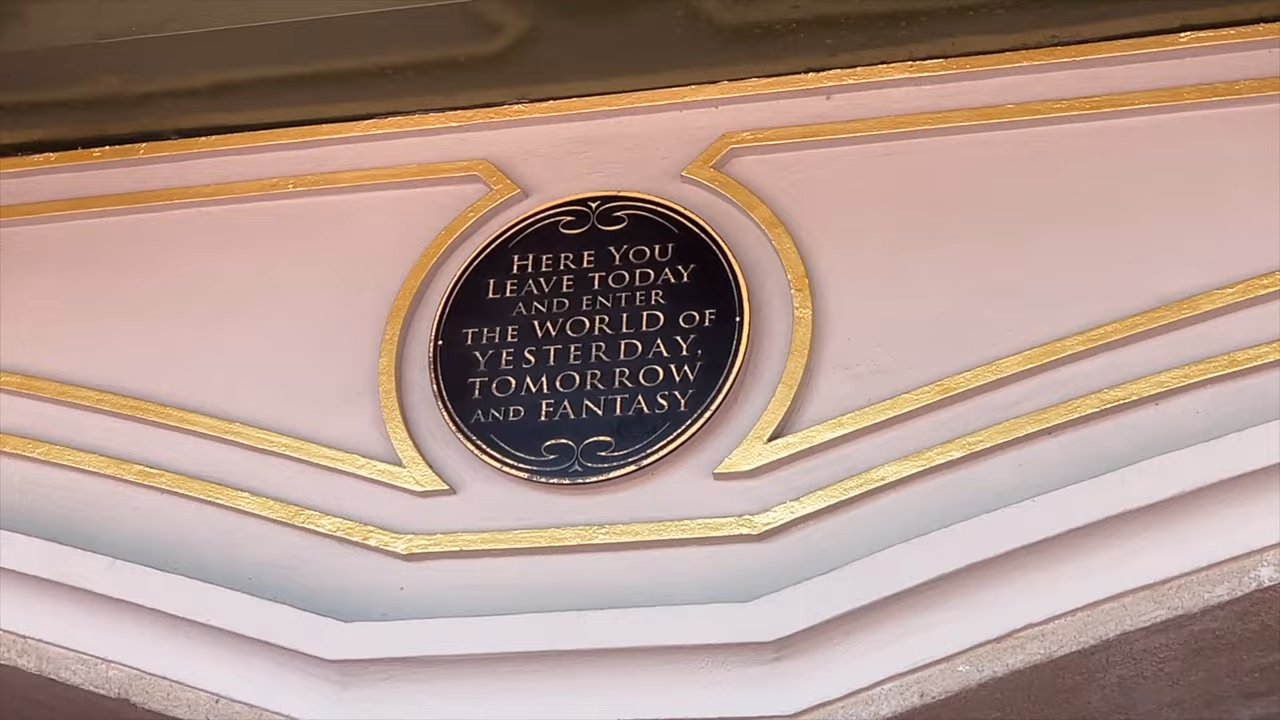 HERE YOU
LEAVE TODAY
AND ENTER
THE WORLD OF
YESTERDAY,
TOMORROW
AND FANTASY